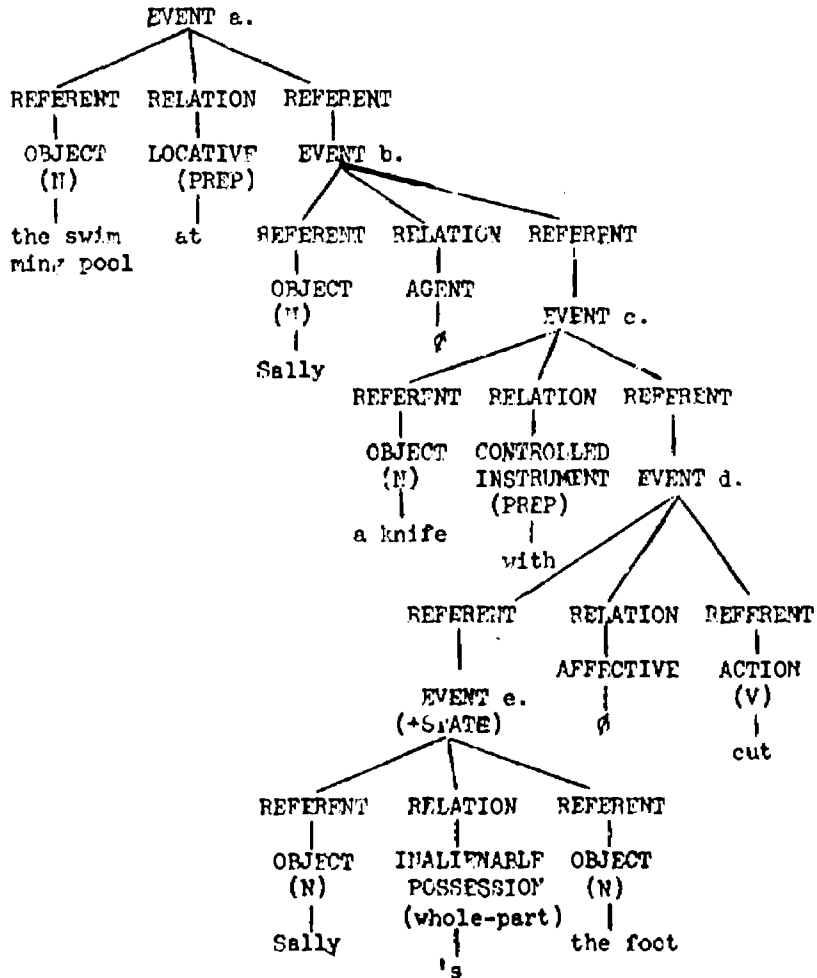 EVENT a.
REFERENT RELATION REFERENT
OBJECT LOCATIVE EVENT b.
(N) (PREP)
the swim at
ming pool
REFERENT RELATION REFERENT
OBJECT AGENT
(N)
EVENT c.
ø
Sally
REFERENT RELATION REFERENT
OBJECT CONTROLLED
(N) INSTRUMENT EVENT d.
(PREP)
a knife
with
REFERENT RELATION REFERENT
AFFECTIVE ACTION
(V)
EVENT e.
(+STATE) ø
cut
REFERENT RELATION REFERENT
OBJECT INALIENABLE OBJECT
(N) POSSESSION (N)
(whole-part)
Sally the foot
's